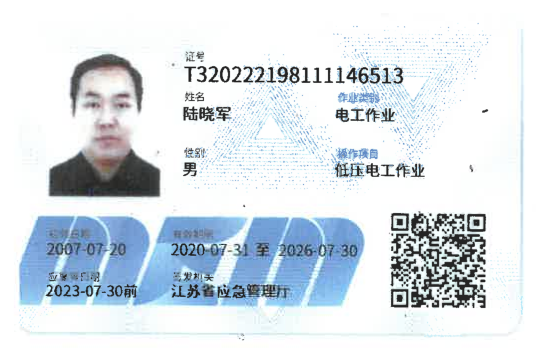 证号
T320222198111146513
姓名
作业类别
陆晓军
电工作业
性别
操作项目
男
低压电工作业
初领日期
有效期限
2007-07-20
2020-07-31 至 2026-07-30
应复审日期
签发机关
2023-07-30前
江苏省应急管理厅